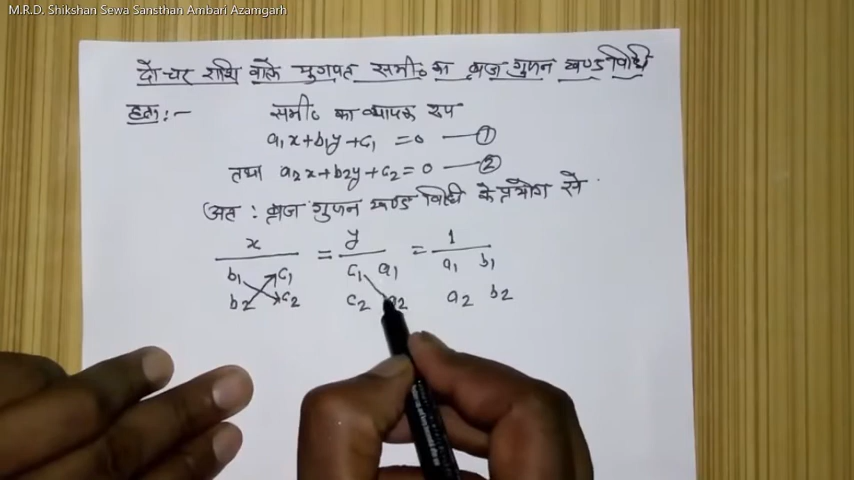 M.R.D. Shikshan Sewa Sansthan Ambari Azamgarh
दो चर राशि वाले युगपत समी० का ब्रज गुणन खण्ड विधि
हल :-
समी० का व्यापक रूप
a₁x+b₁y+c₁ =0 —①
तथा a₂x+b₂y+c₂=0 —②
अत : ब्रज गुणन खण्ड विधि के प्रयोग से
x = y = 1
b₁ c₁ c₁ a₁ a₁ b₁
b₂ c₂ c₂ a₂ a₂ b₂